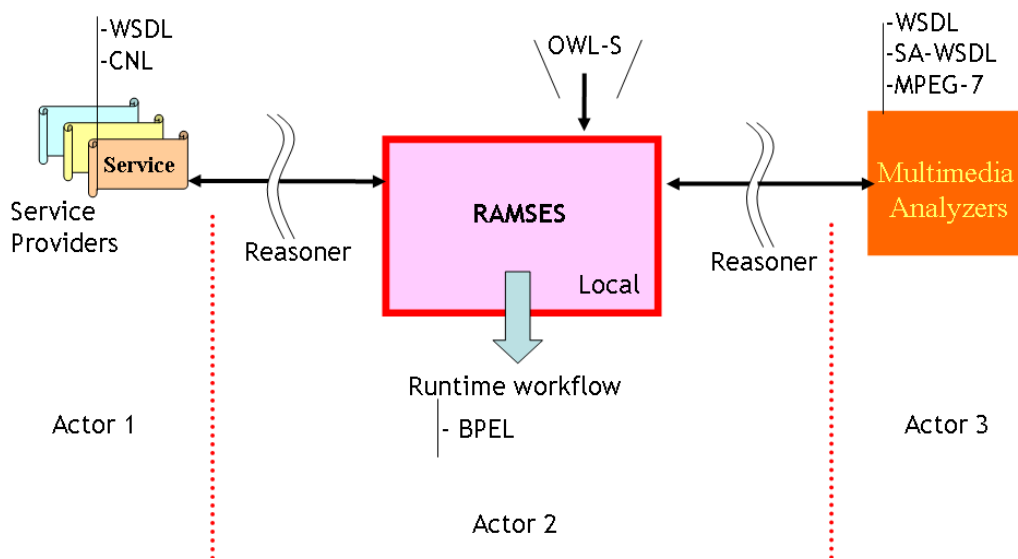 -WSDL
-CNL
Service
Service
Providers
Reasoner
OWL-S
RAMSES
Local
Runtime workflow
- BPEL
Reasoner
-WSDL
-SA-WSDL
-MPEG-7
Multimedia
Analyzers
Actor 1
Actor 2
Actor 3